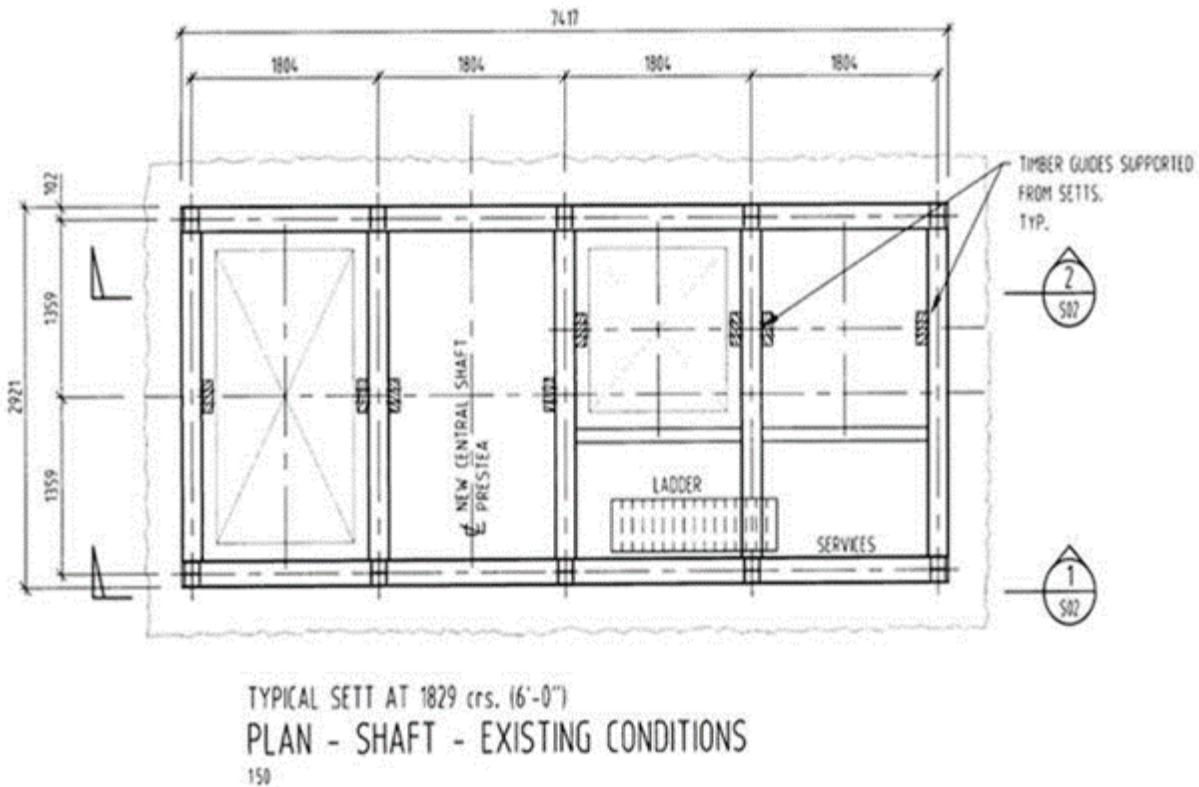 7417
1804
1804
1804
1804
102
1359
2921
1359
TIMBER GUIDES SUPPORTED
FROM SETTS.
TYP.
2
S02
℄ NEW CENTRAL SHAFT
PRESTEA
LADDER
SERVICES
1
S02
TYPICAL SETT AT 1829 crs. (6'-0")
PLAN - SHAFT - EXISTING CONDITIONS
150